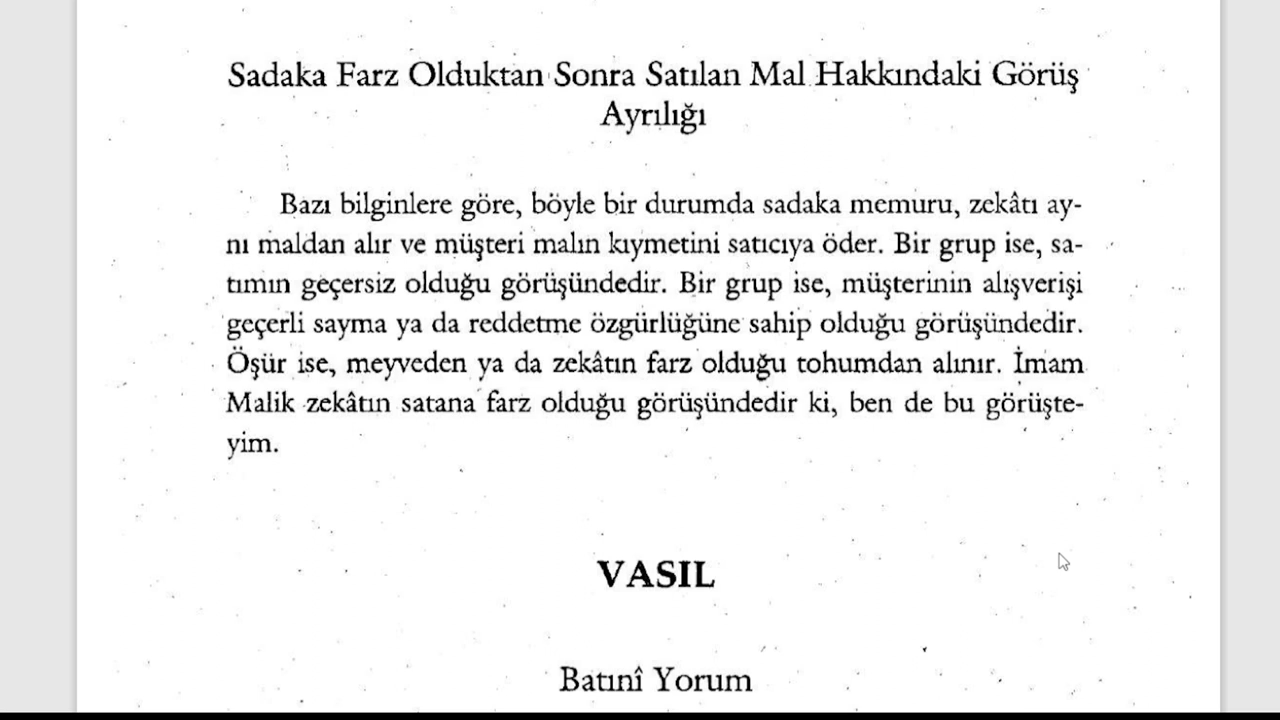 Sadaka Farz Olduktan Sonra Satılan Mal Hakkındaki Görüş
Ayrılığı
Bazı bilginlere göre, böyle bir durumda sadaka memuru, zekâtı ay-
nı maldan alır ve müşteri malın kıymetini satıcıya öder. Bir grup ise, sa-
tımın geçersiz olduğu görüşündedir. Bir grup ise, müşterinin alışverişi
geçerli sayma ya da reddetme özgürlüğüne sahip olduğu görüşündedir.
Öşür ise, meyveden ya da zekâtın farz olduğu tohumdan alınır. İmam
Malik zekâtın satana farz olduğu görüşündedir ki, ben de bu görüşte-
yim.
VASIL
Batınî Yorum